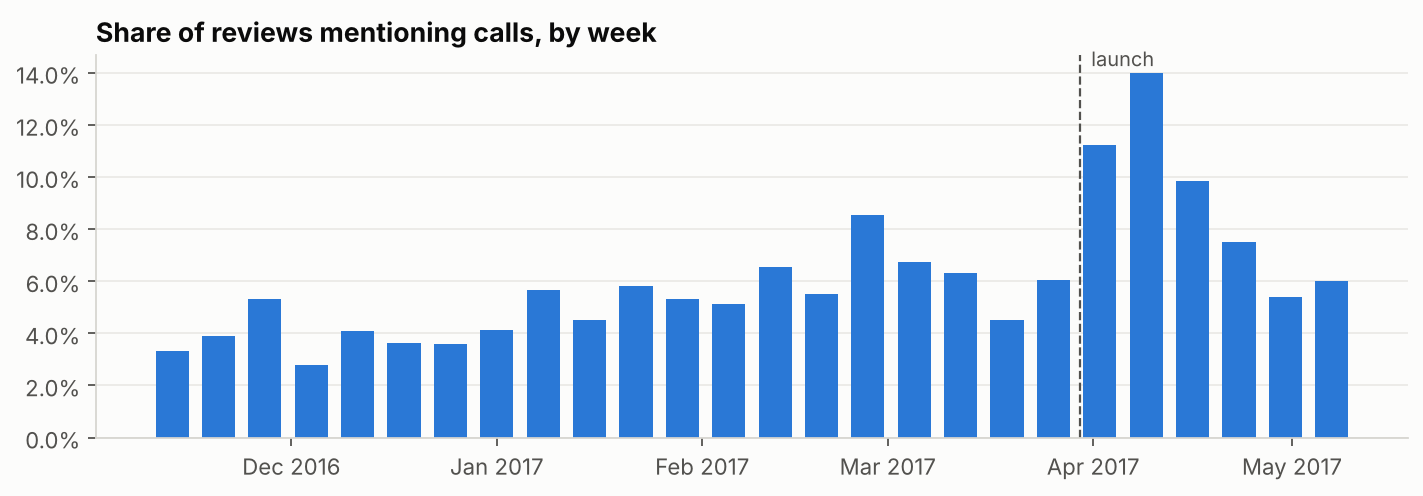 Share of reviews mentioning calls, by week
launch
14.0%
12.0%
10.0%
8.0%
6.0%
4.0%
2.0%
0.0%
Dec 2016 Jan 2017 Feb 2017 Mar 2017 Apr 2017 May 2017